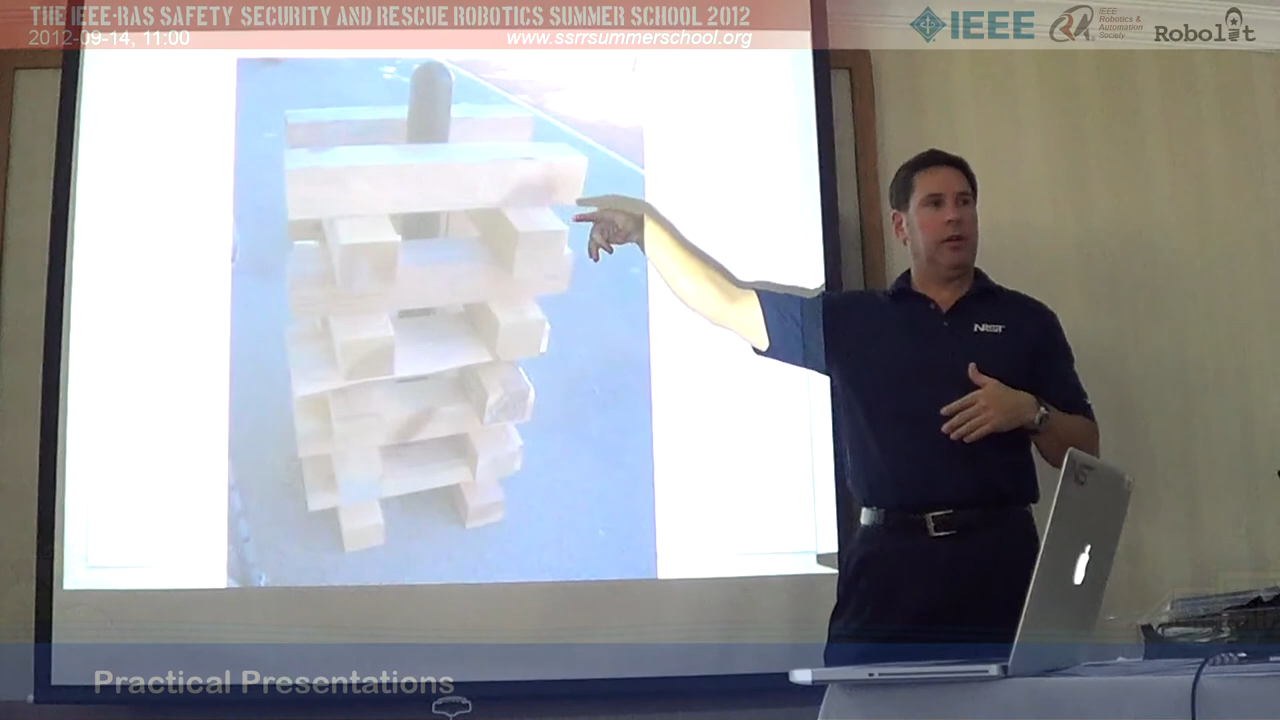 THE IEEE-RAS SAFETY SECURITY AND RESCUE ROBOTICS SUMMER SCHOOL 2012
2012-09-14, 11:00
www.ssrrsummerschool.org
IEEE
IEEE
Robotics &
Automation
Society
Robolit
NIST
Practical Presentations